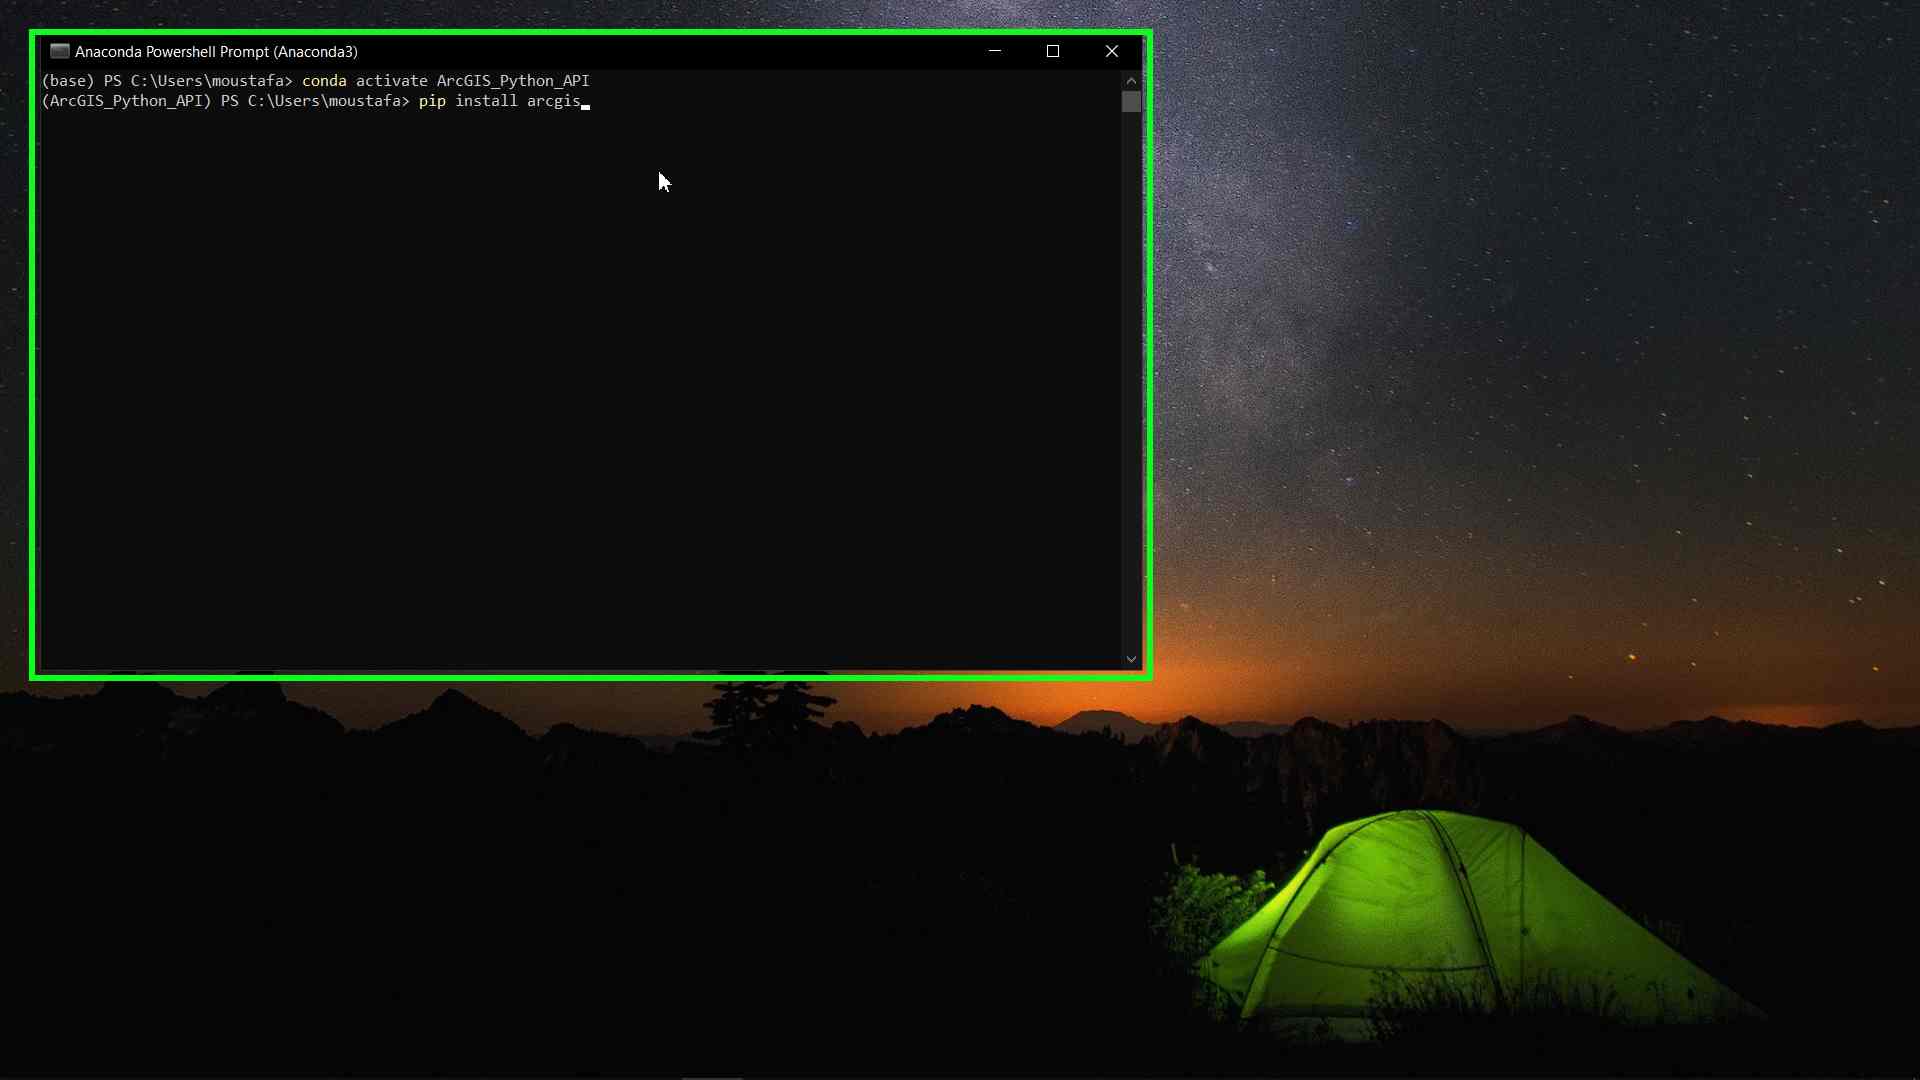 Anaconda Powershell Prompt (Anaconda3)
(base) PS C:\Users\moustafa> conda activate ArcGIS_Python_API
(ArcGIS_Python_API) PS C:\Users\moustafa> pip install arcgis